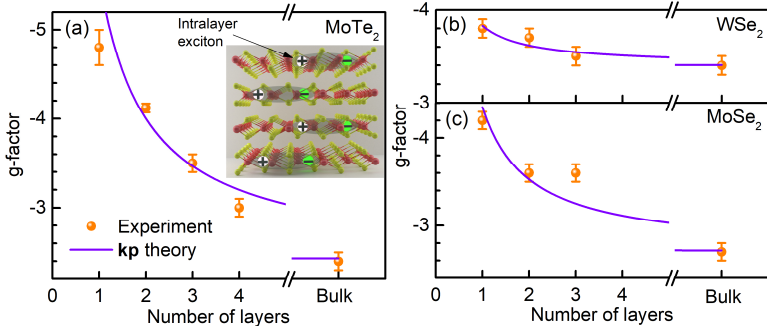 (a)
Intralayer
exciton
MoTe2
-5
-4
-3
g-factor
Experiment
kp theory
1
2
3
4
Bulk
Number of layers
(b)
WSe2
-4
-3
(c)
MoSe2
-4
-3
g-factor
0
1
2
3
4
5
Bulk
Number of layers